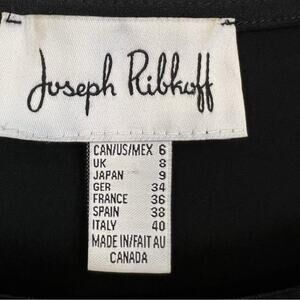 Joseph Ribkoff
CAN/US/MEX 6
UK 8
JAPAN 9
GER 34
FRANCE 36
SPAIN 38
ITALY 40
MADE IN/FAIT AU
CANADA